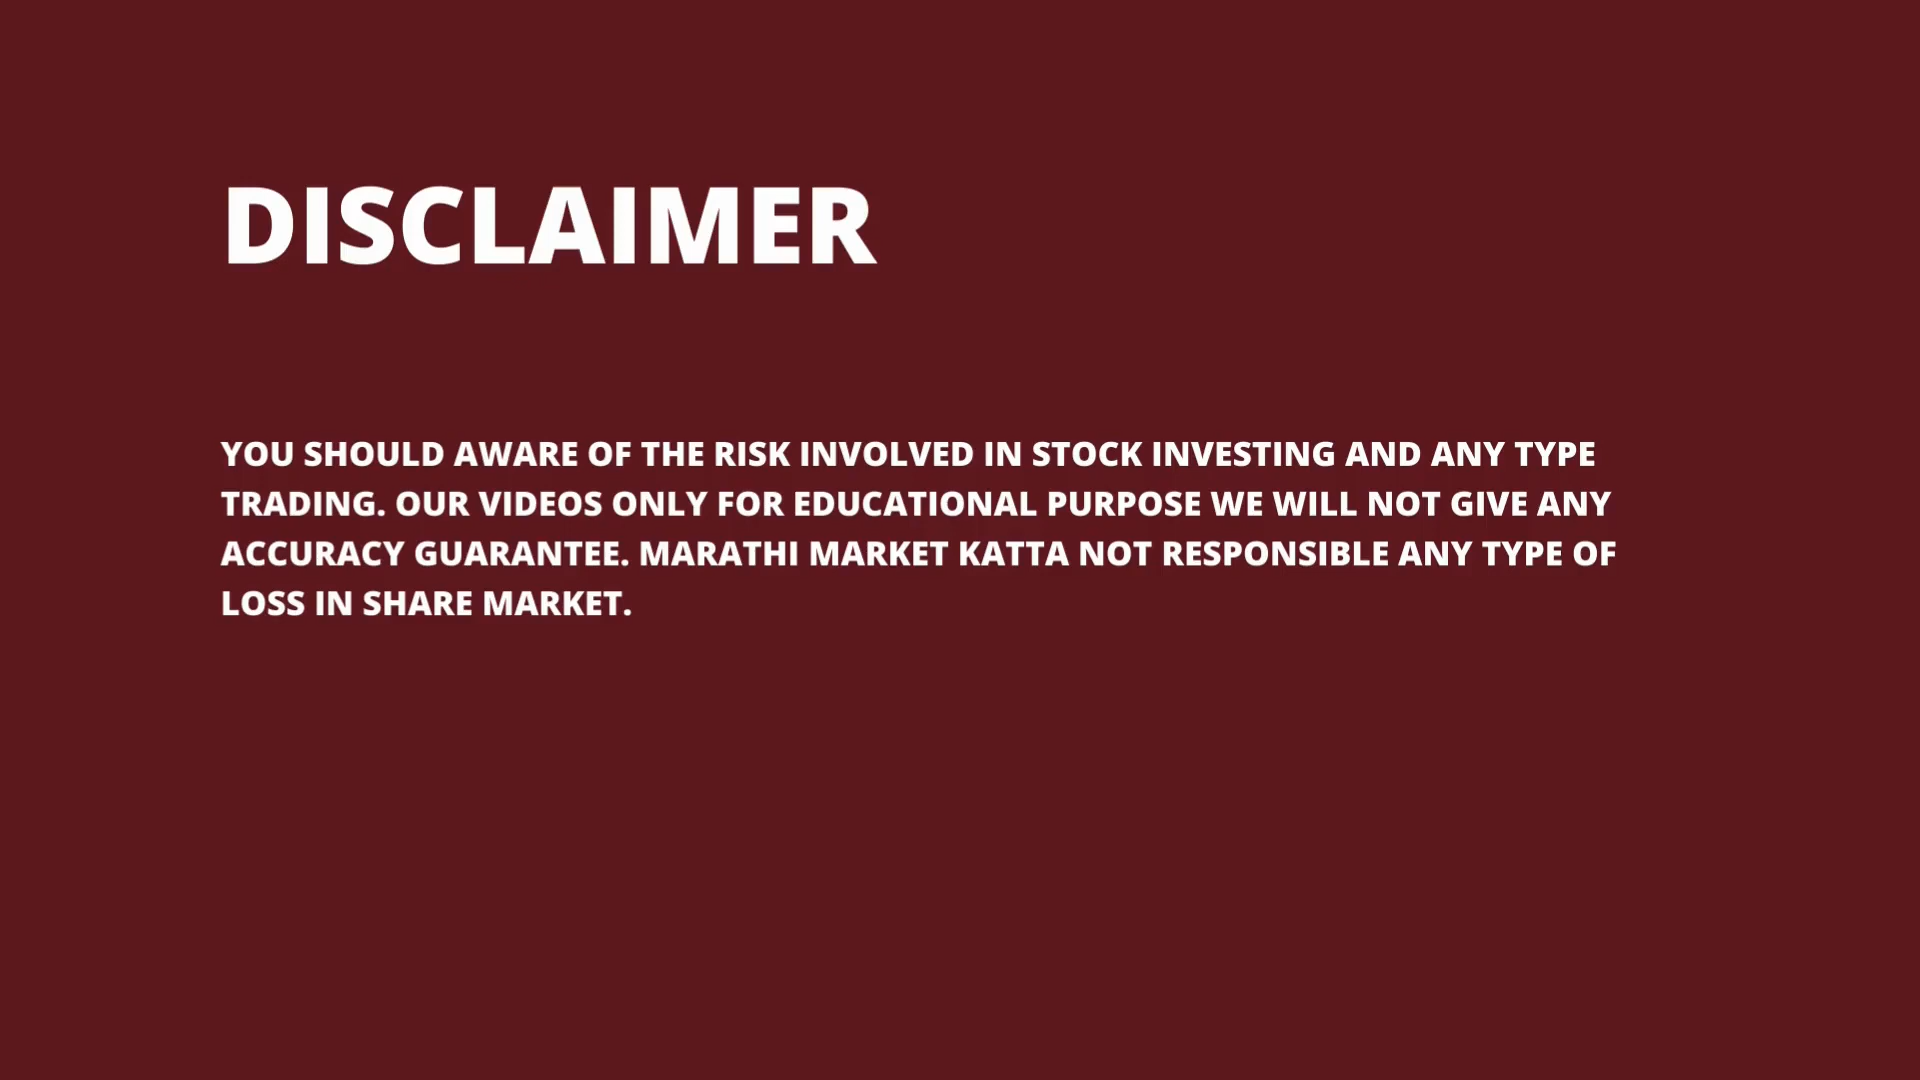 DISCLAIMER
YOU SHOULD AWARE OF THE RISK INVOLVED IN STOCK INVESTING AND ANY TYPE
TRADING. OUR VIDEOS ONLY FOR EDUCATIONAL PURPOSE WE WILL NOT GIVE ANY
ACCURACY GUARANTEE. MARATHI MARKET KATTA NOT RESPONSIBLE ANY TYPE OF
LOSS IN SHARE MARKET.